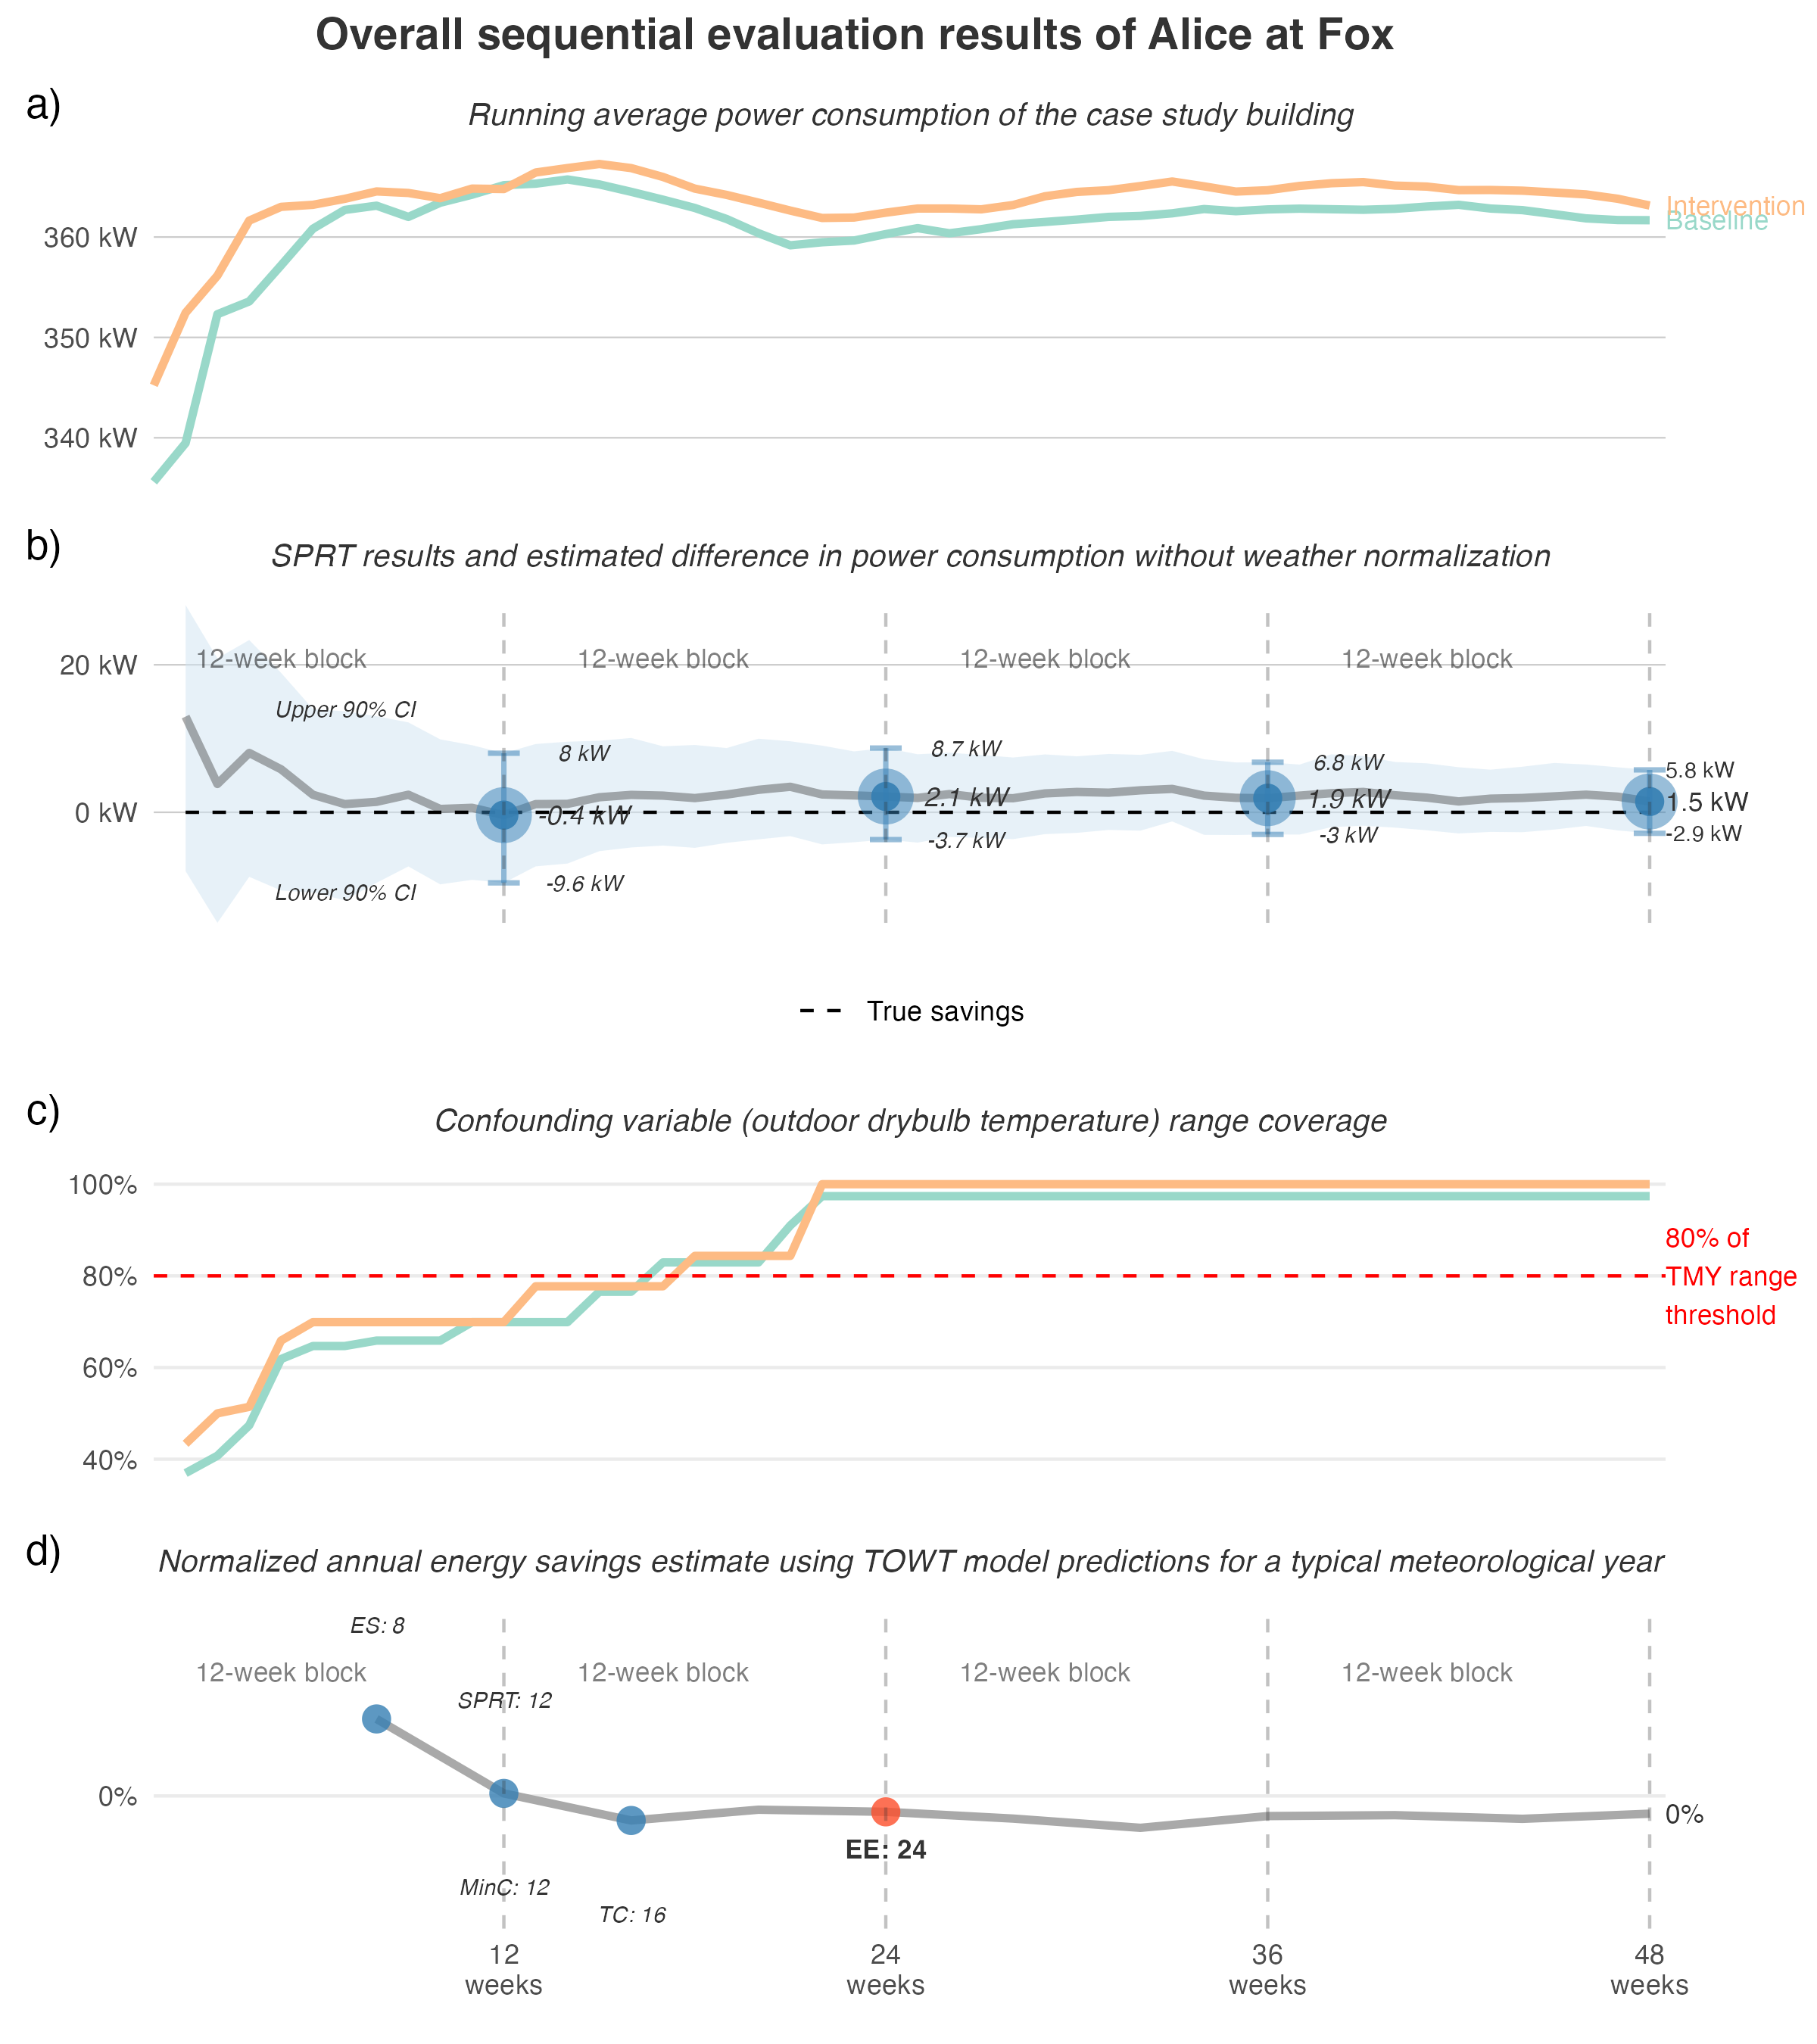 Overall sequential evaluation results of Alice at Fox
a)
Running average power consumption of the case study building
360 kW
350 kW
340 kW
Intervention
Baseline
b)
SPRT results and estimated difference in power consumption without weather normalization
20 kW
0 kW
12-week block
12-week block
12-week block
12-week block
Upper 90% CI
Lower 90% CI
8 kW
-0.4 kW
-9.6 kW
8.7 kW
2.1 kW
-3.7 kW
6.8 kW
1.9 kW
-3 kW
5.8 kW
1.5 kW
-2.9 kW
True savings
c)
Confounding variable (outdoor drybulb temperature) range coverage
100%
80%
60%
40%
80% of
TMY range
threshold
d)
Normalized annual energy savings estimate using TOWT model predictions for a typical meteorological year
ES: 8
12-week block
12-week block
12-week block
12-week block
SPRT: 12
0%
0%
EE: 24
MinC: 12
TC: 16
12
weeks
24
weeks
36
weeks
48
weeks